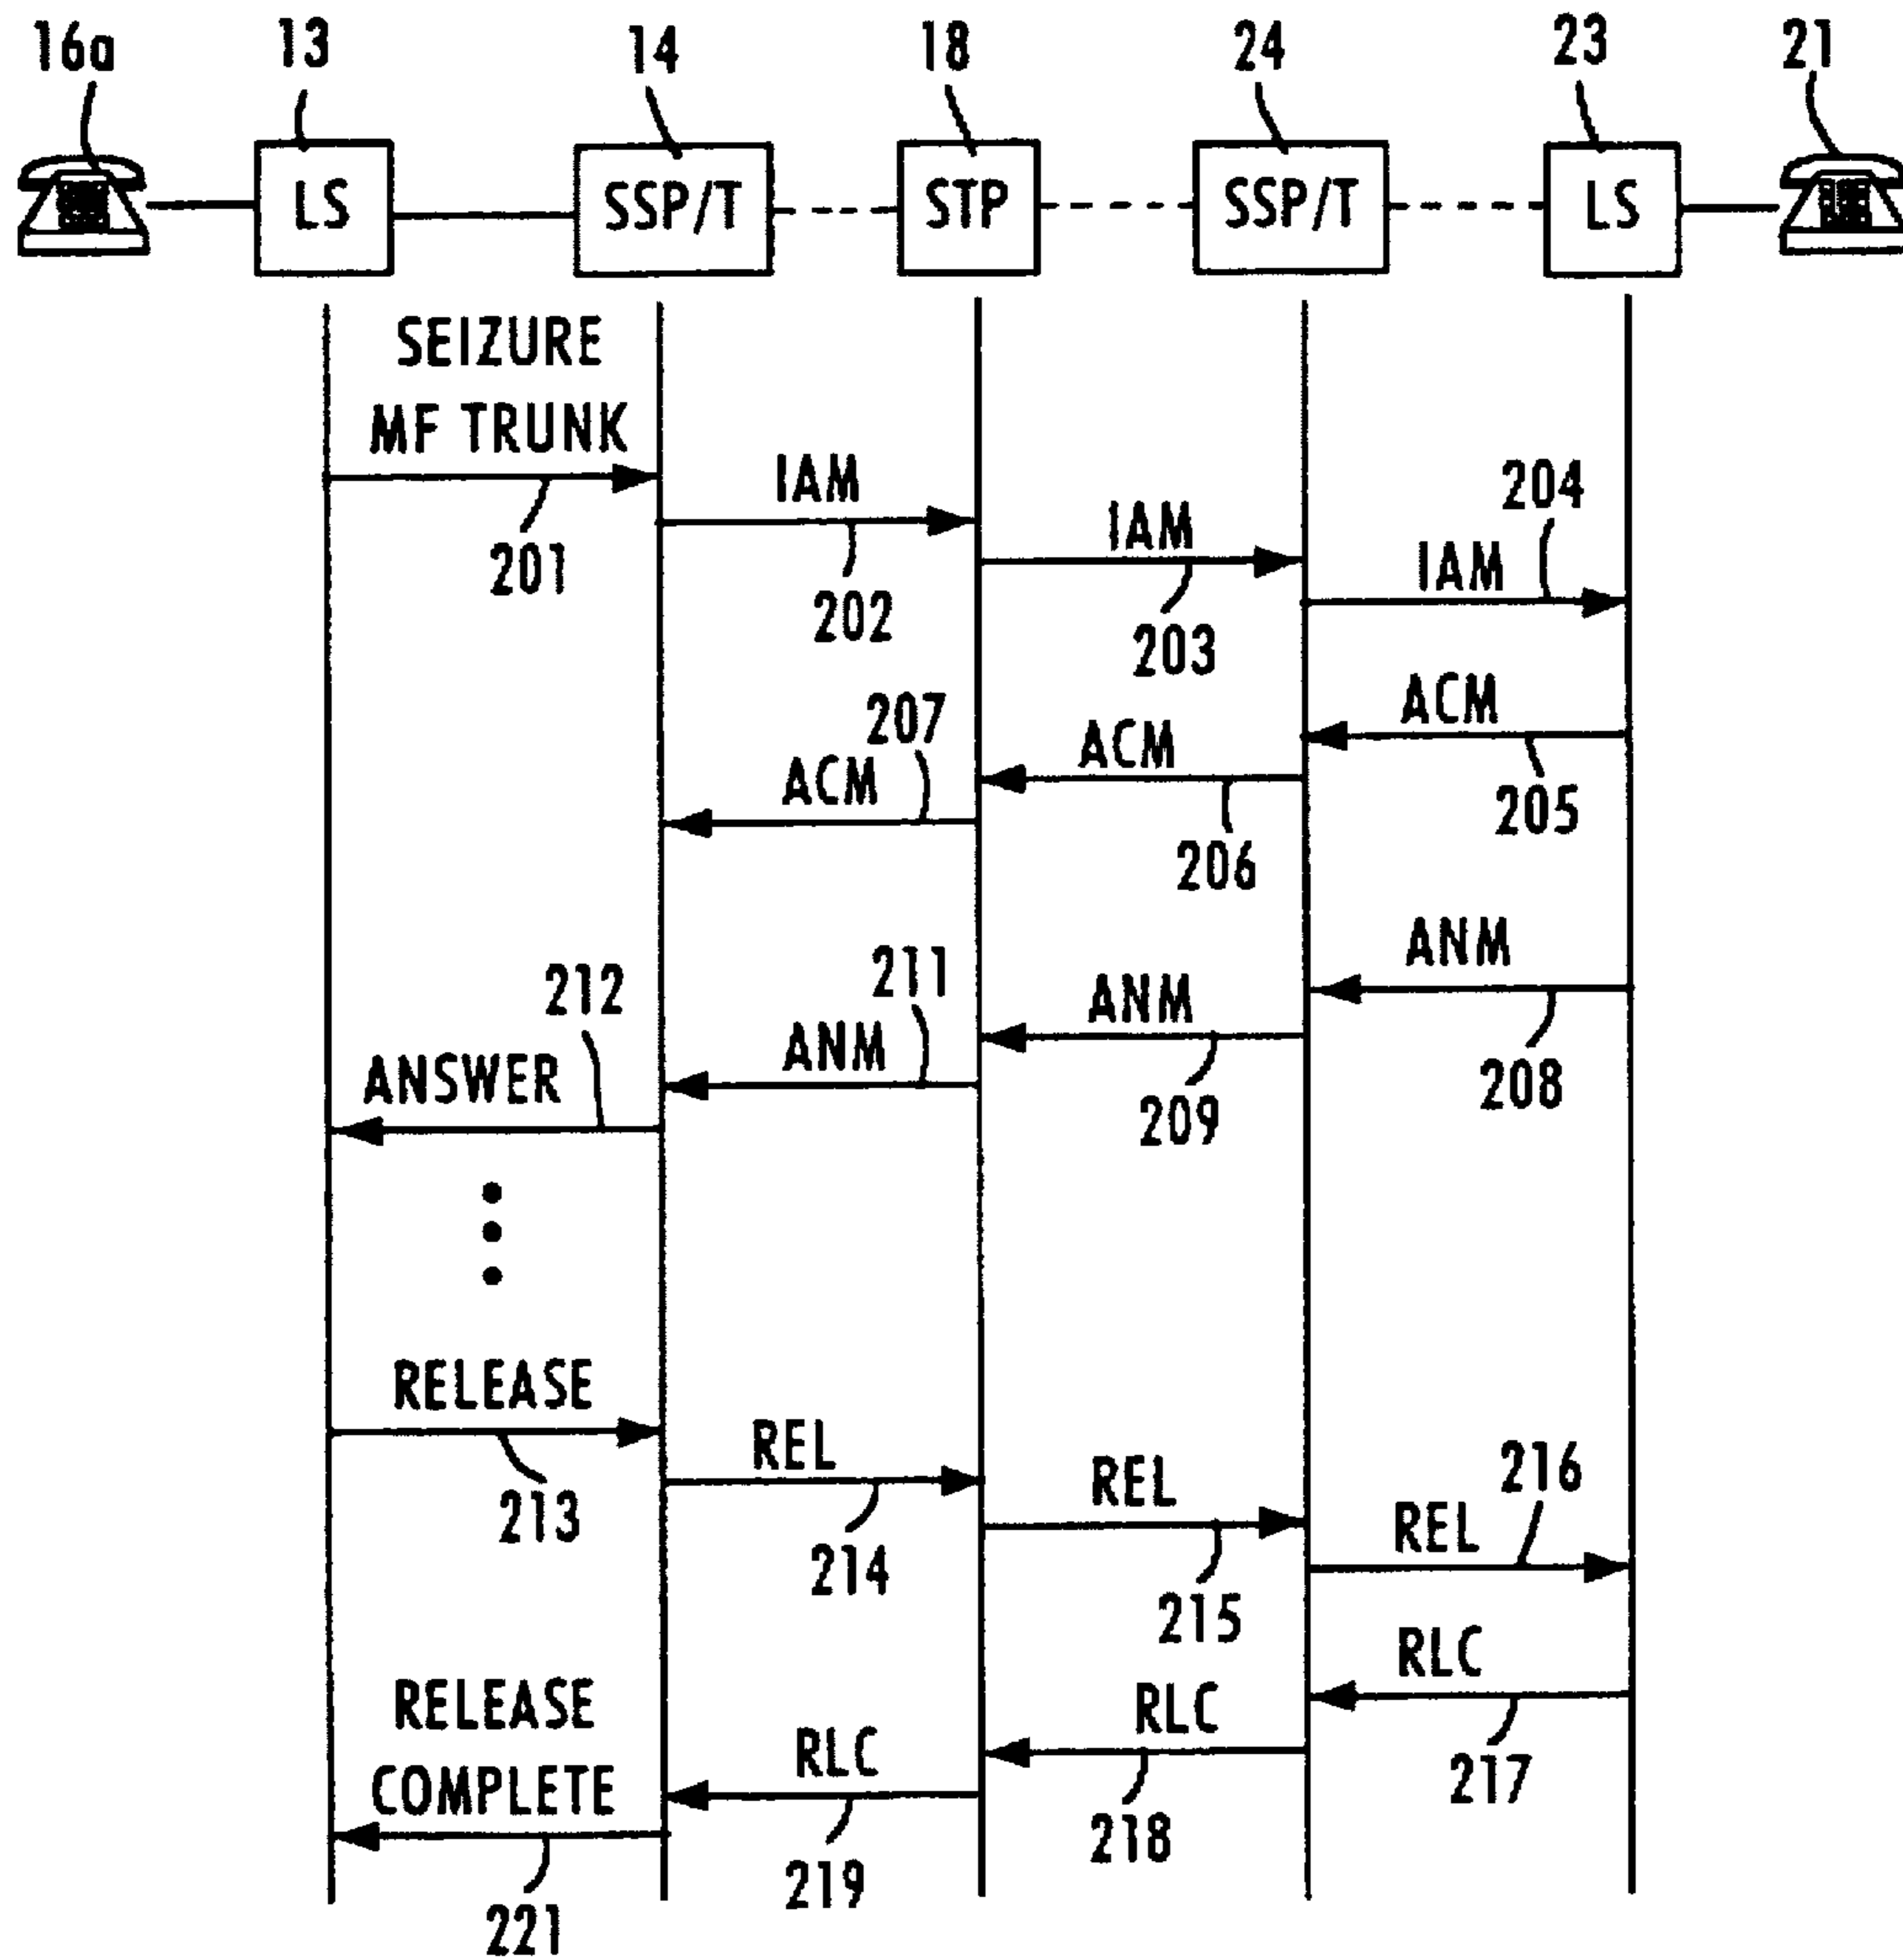 16a 13 14 18 24 23 21
LS SSP/T STP SSP/T LS
SEIZURE
MF TRUNK
201
IAM
202
IAM
203
204
IAM
ACM
205
ACM
206
207
ACM
ANM
208
ANM
209
211
ANM
212
ANSWER
RELEASE
213
REL
214
REL
215
216
REL
RLC
217
RLC
218
RLC
219
RELEASE
COMPLETE
221